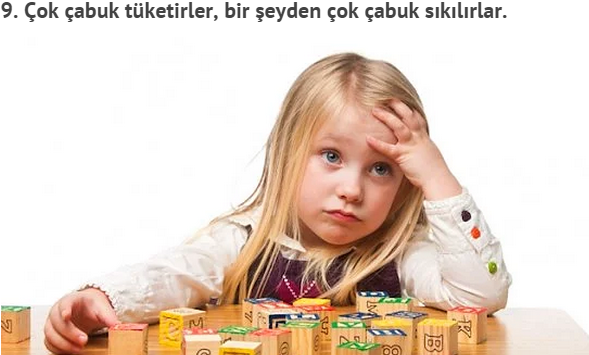 9. Çok çabuk tüketirler, bir şeyden çok çabuk sıkılırlar.